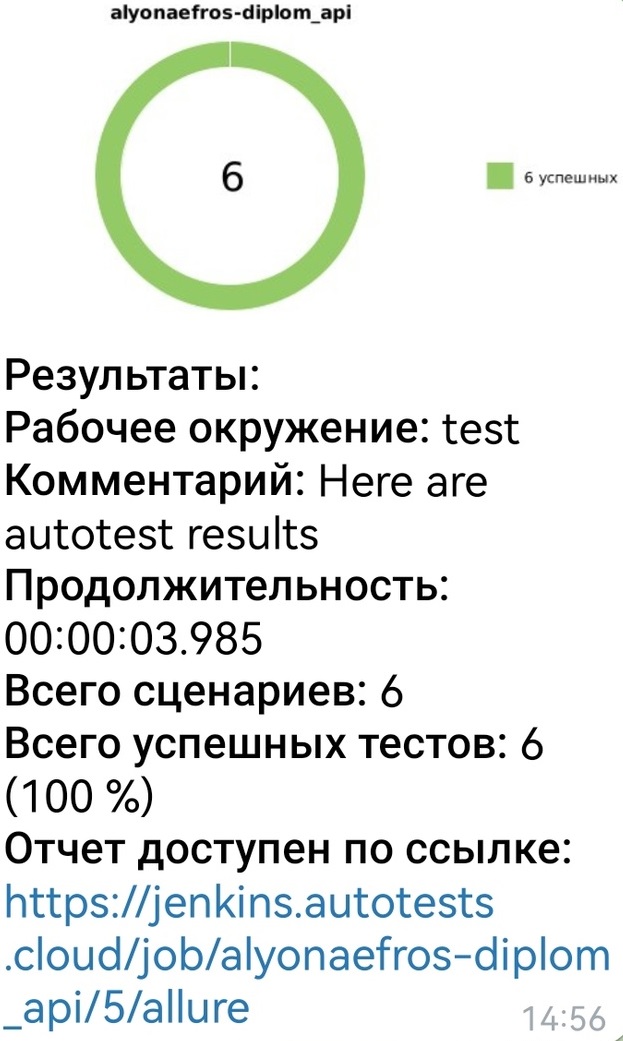 alyonaefros-diplom_api
6
6 успешных
Результаты:
Рабочее окружение: test
Комментарий: Here are
autotest results
Продолжительность:
00:00:03.985
Всего сценариев: 6
Всего успешных тестов: 6
(100 %)
Отчет доступен по ссылке:
https://jenkins.autotests
.cloud/job/alyonaefros-diplom
_api/5/allure
14:56